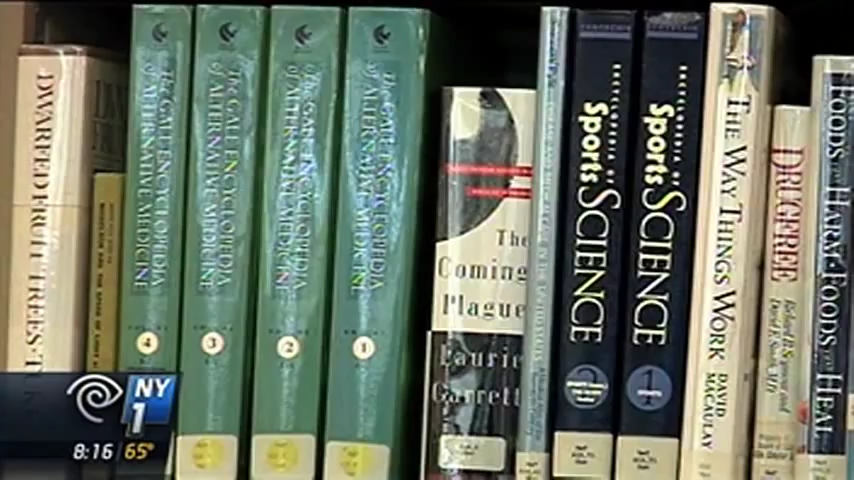 DWARFED FRUIT TREES
The GALE ENCYCLOPEDIA
of ALTERNATIVE MEDICINE
4
The GALE ENCYCLOPEDIA
of ALTERNATIVE MEDICINE
3
The GALE ENCYCLOPEDIA
of ALTERNATIVE MEDICINE
2
The GALE ENCYCLOPEDIA
of ALTERNATIVE MEDICINE
1
The
Coming
Plague
Laurie
Garrett
ENCYCLOPEDIA OF
Sports SCIENCE
2
ENCYCLOPEDIA OF
Sports SCIENCE
1
THE WAY THINGS WORK
DAVID
MACAULAY
DRUGFREE
FOODS that HARM, FOODS that HEAL
NY
1
8:16 65°